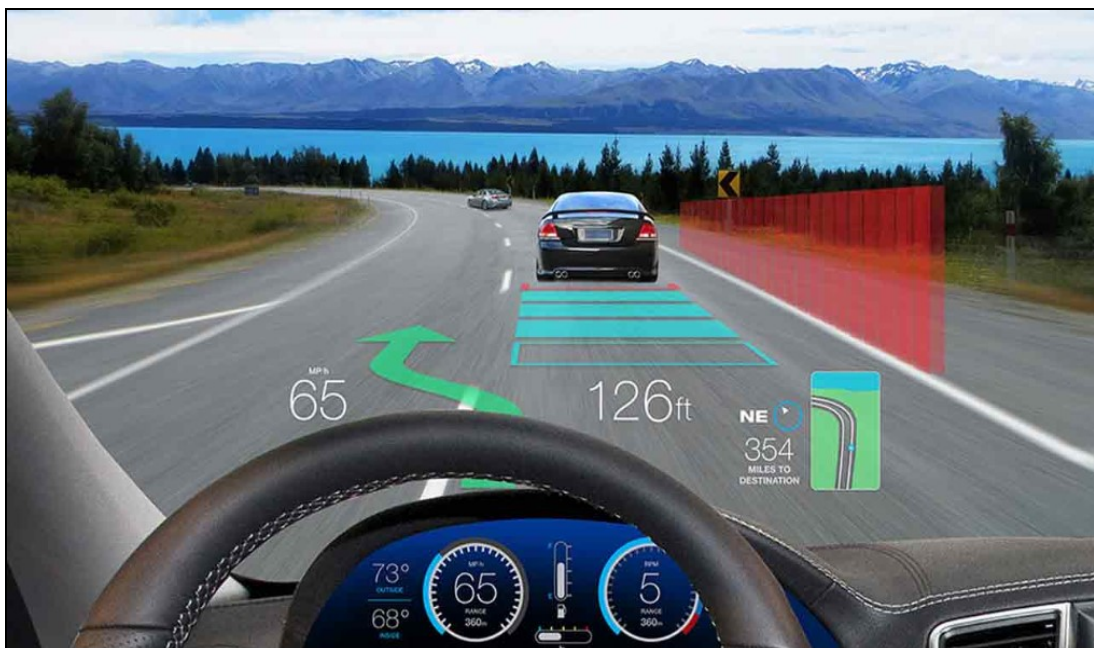 MPh
65
126ft
NE
354
MILES TO
DESTINATION
73°
OUTSIDE
68°
INSIDE
MPh
65
RANGE
360m
F
E
RPM
5
RANGE
360m